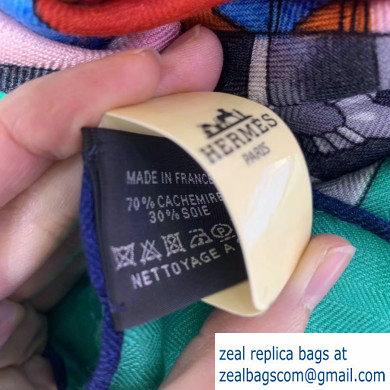 HERMÈS
PARIS
MADE IN FRANCE
70% CACHEMIRE
30% SOIE
NETTOYAGE A
zeal replica bags at
zealbagscom@gmail.com